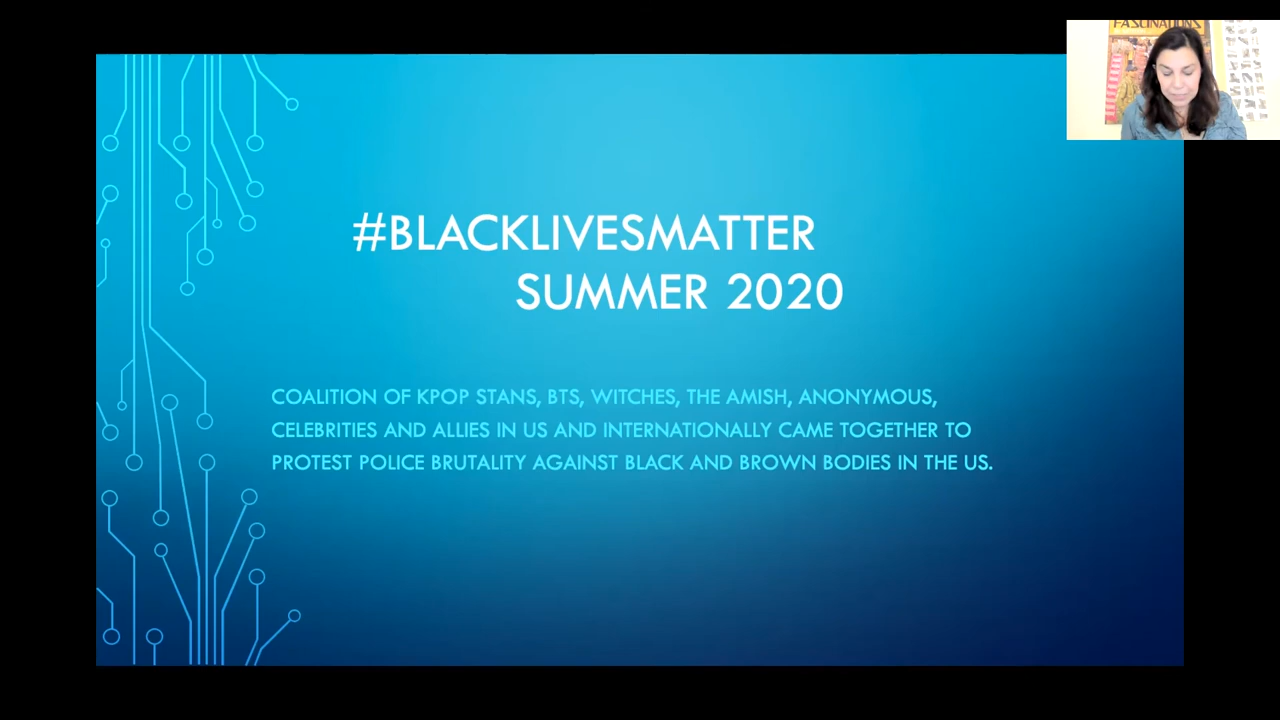 FASCINATIONS
#BLACKLIVESMATTER
SUMMER 2020
COALITION OF KPOP STANS, BTS, WITCHES, THE AMISH, ANONYMOUS,
CELEBRITIES AND ALLIES IN US AND INTERNATIONALLY CAME TOGETHER TO
PROTEST POLICE BRUTALITY AGAINST BLACK AND BROWN BODIES IN THE US.